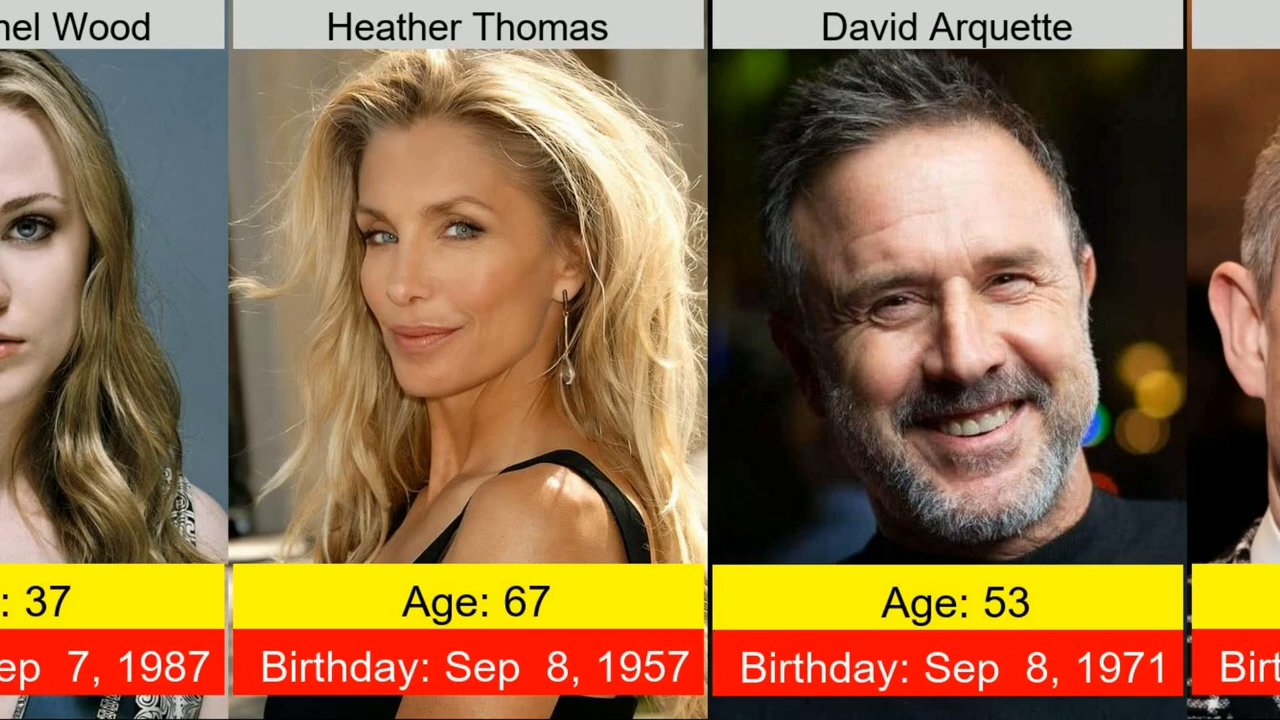 nel Wood
: 37
ep 7, 1987
Heather Thomas
Age: 67
Birthday: Sep 8, 1957
David Arquette
Age: 53
Birthday: Sep 8, 1971
Birt